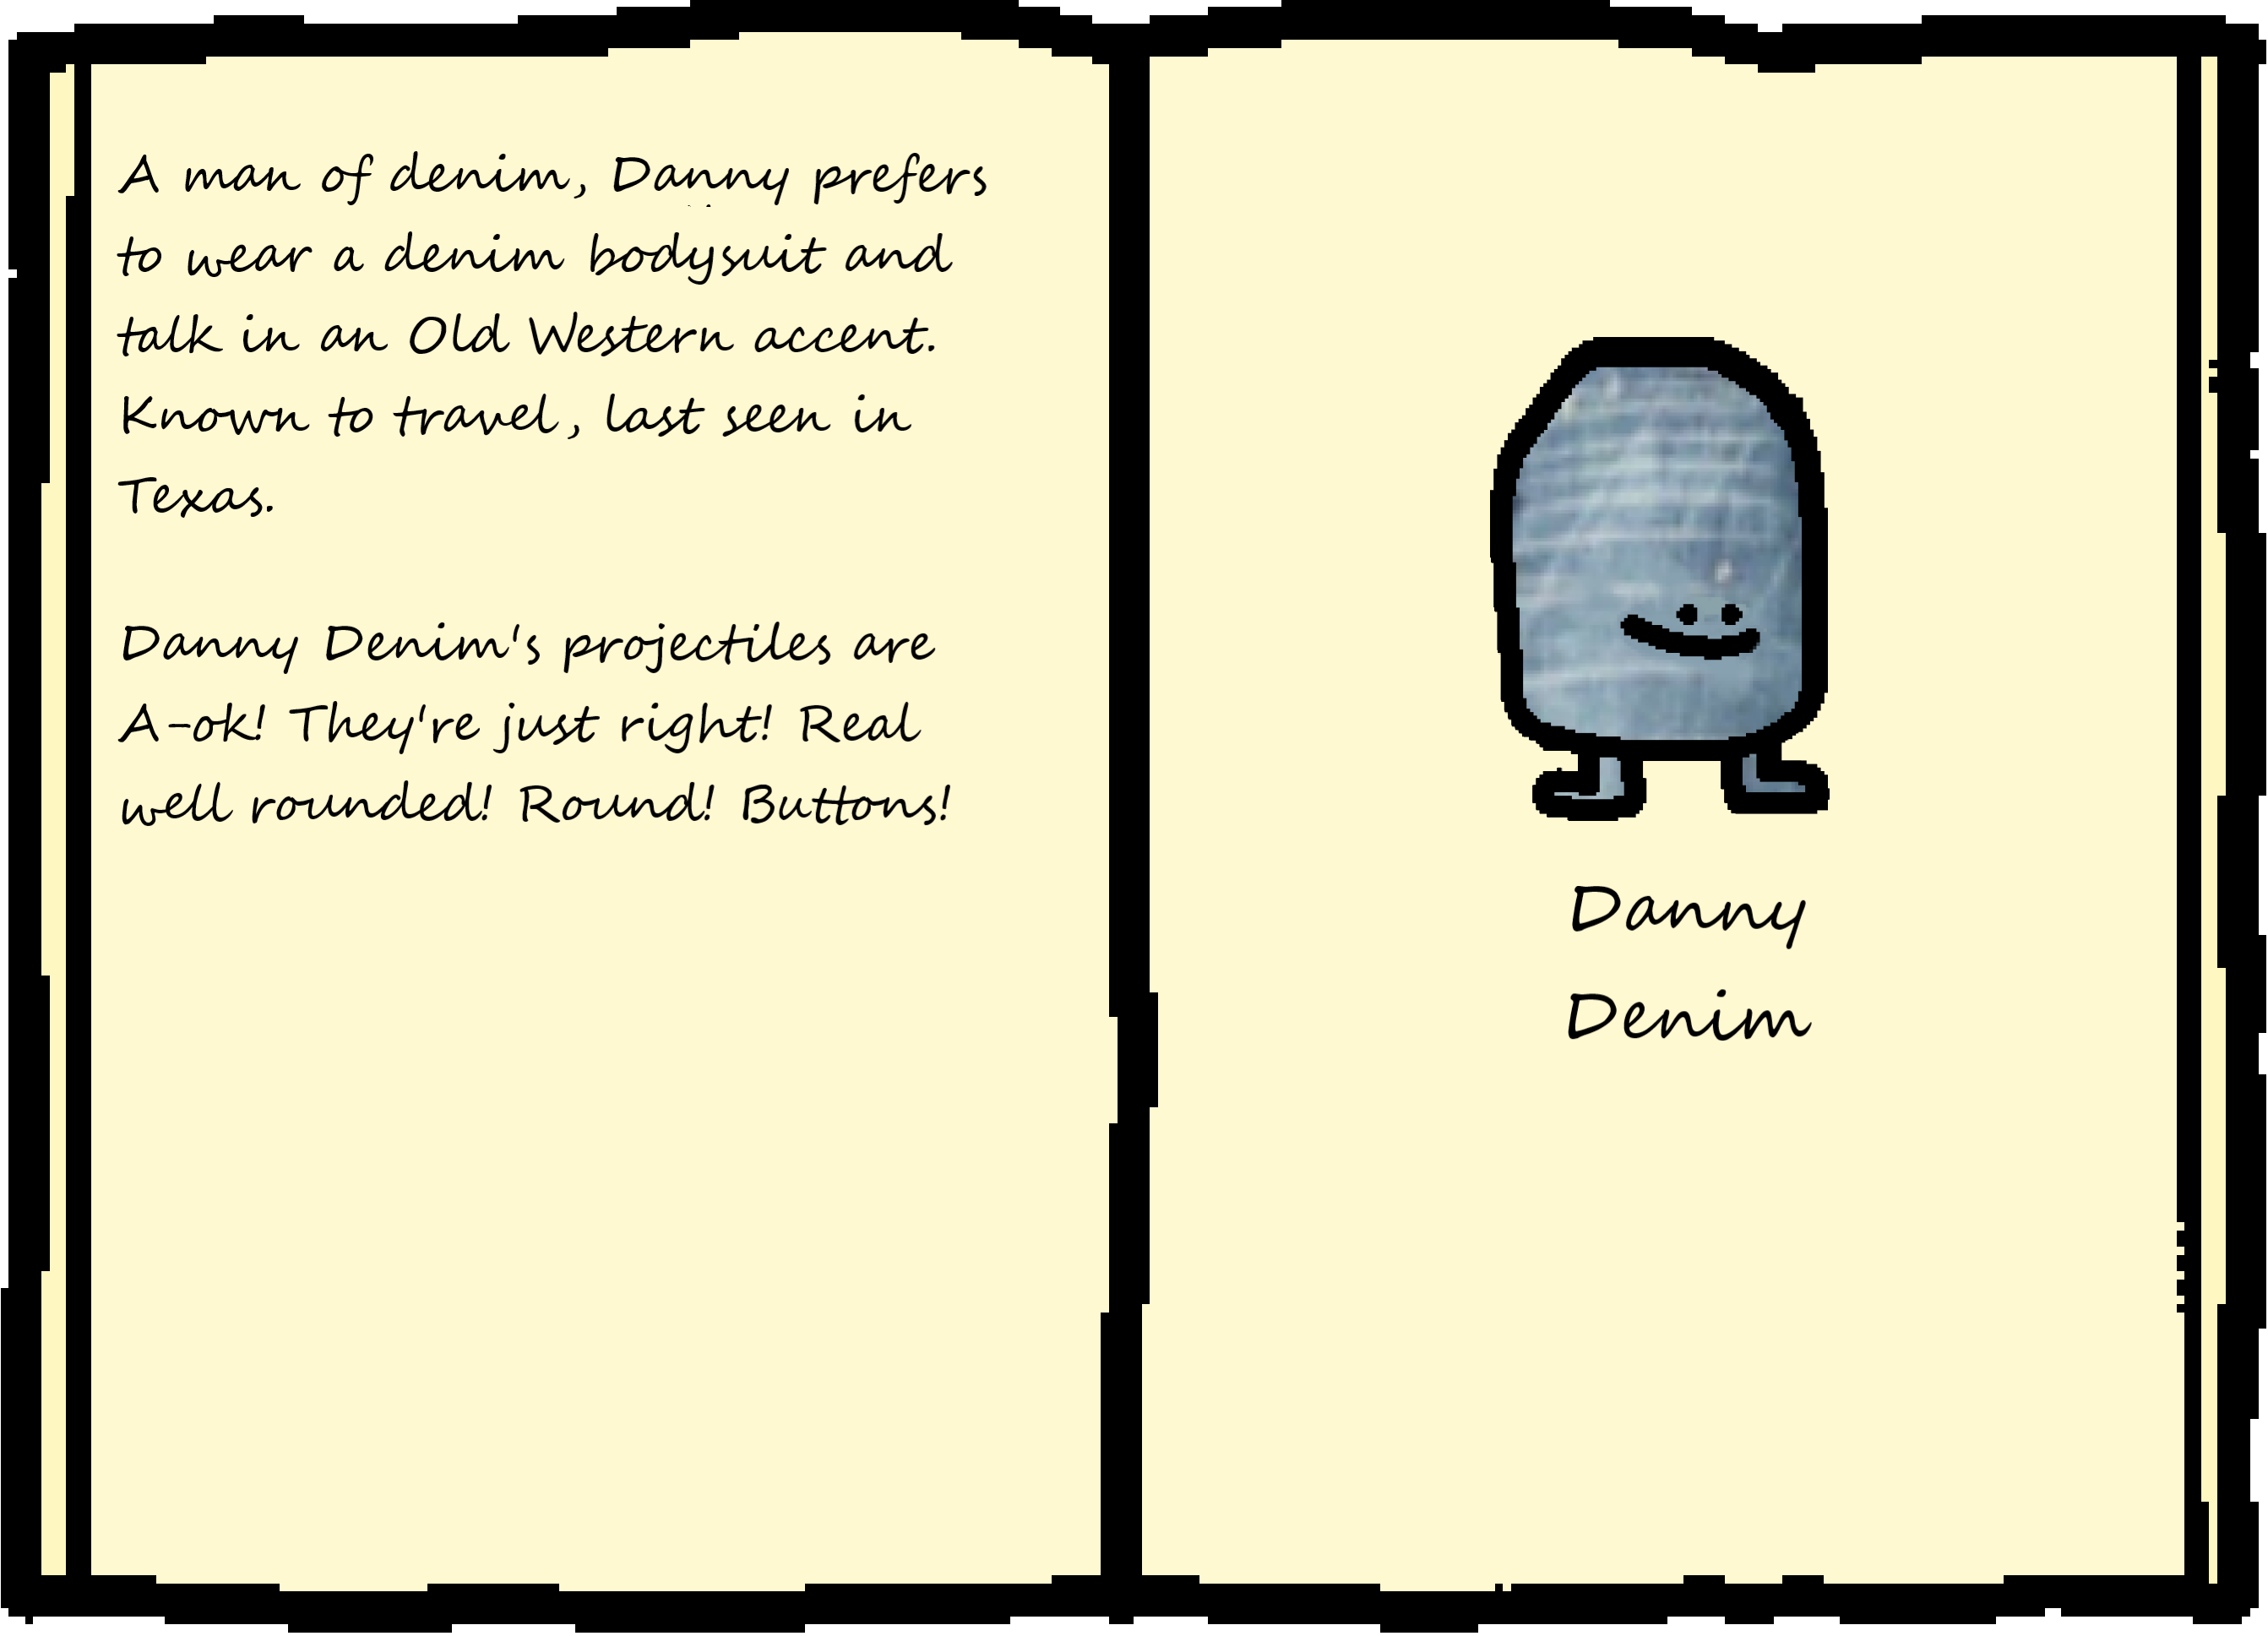 A man of denim, Danny prefers
to wear a denim bodysuit and
talk in an Old Western accent.
Known to travel, last seen in
Texas.
Danny Denim's projectiles are
A-ok! They're just right! Real
well rounded! Round! Buttons!
Danny
Denim